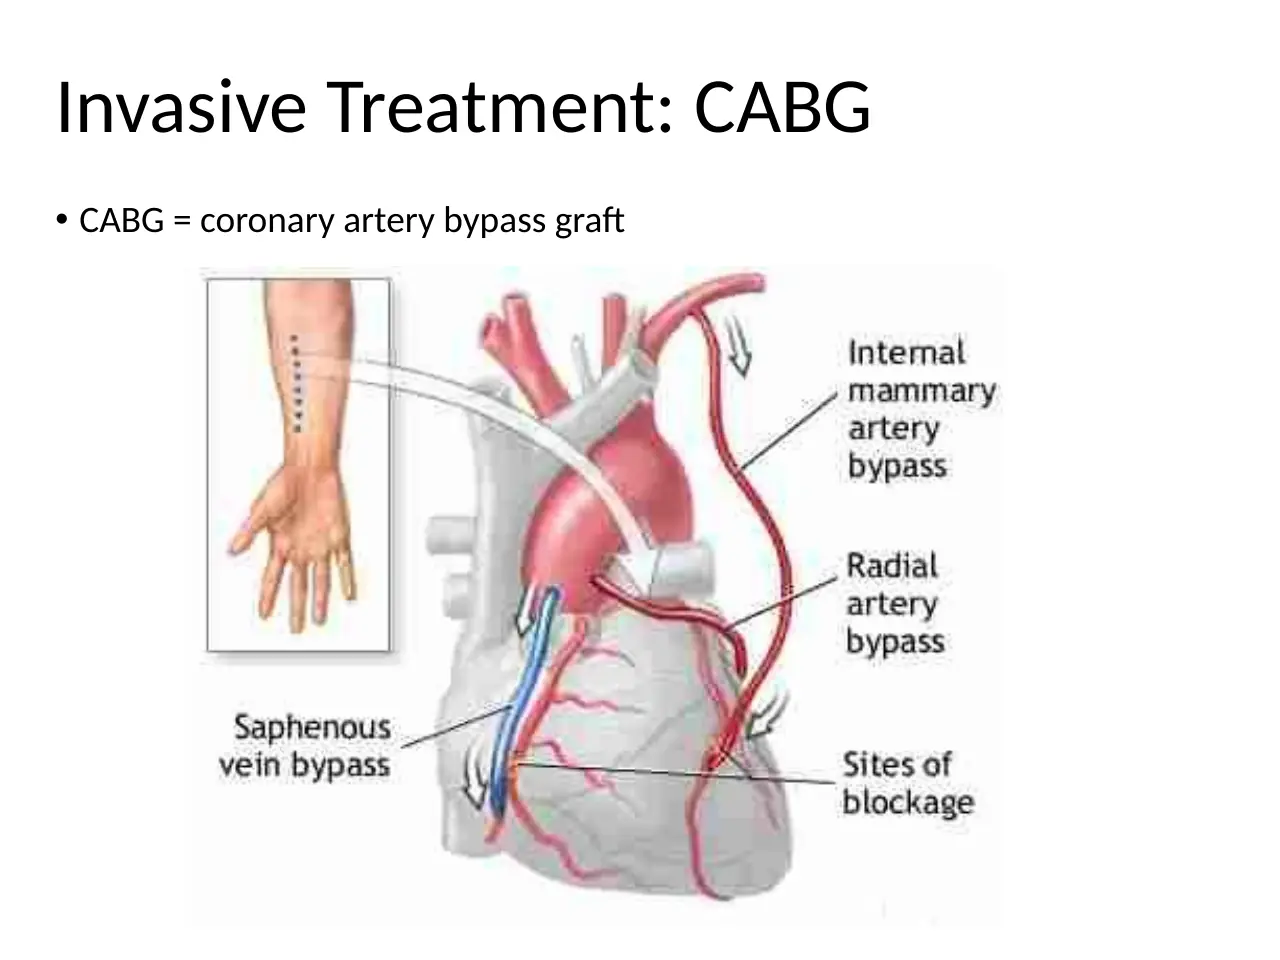 Invasive Treatment: CABG
• CABG = coronary artery bypass graft
Internal
mammary
artery
bypass
Radial
artery
bypass
Saphenous
vein bypass
Sites of
blockage